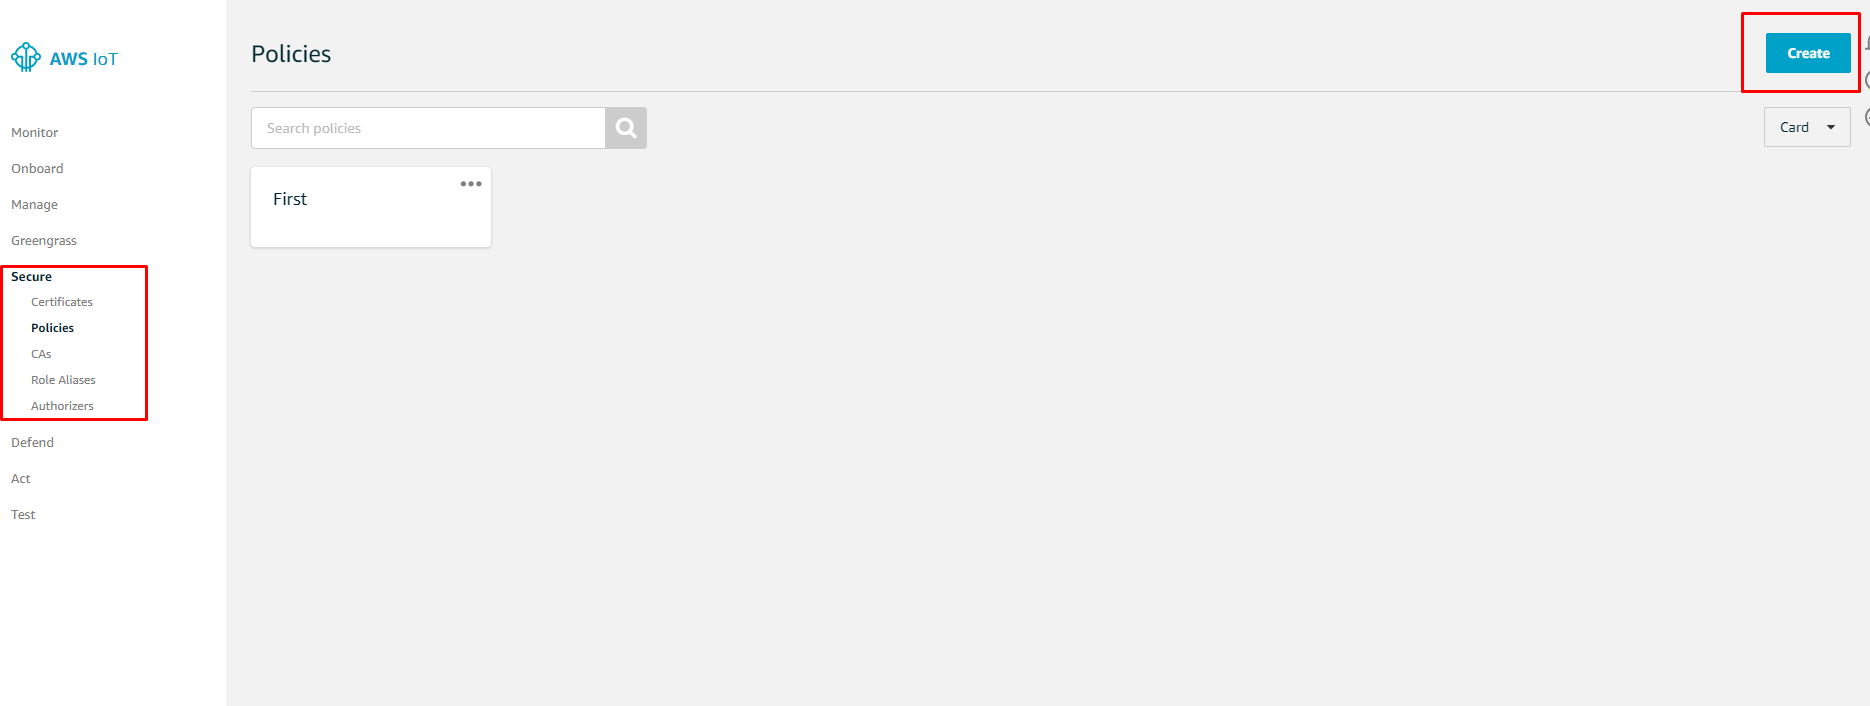 AWS IoT
Monitor
Onboard
Manage
Greengrass
Secure
Certificates
Policies
CAs
Role Aliases
Authorizers
Defend
Act
Test
Policies
Create
Search policies
Card
First